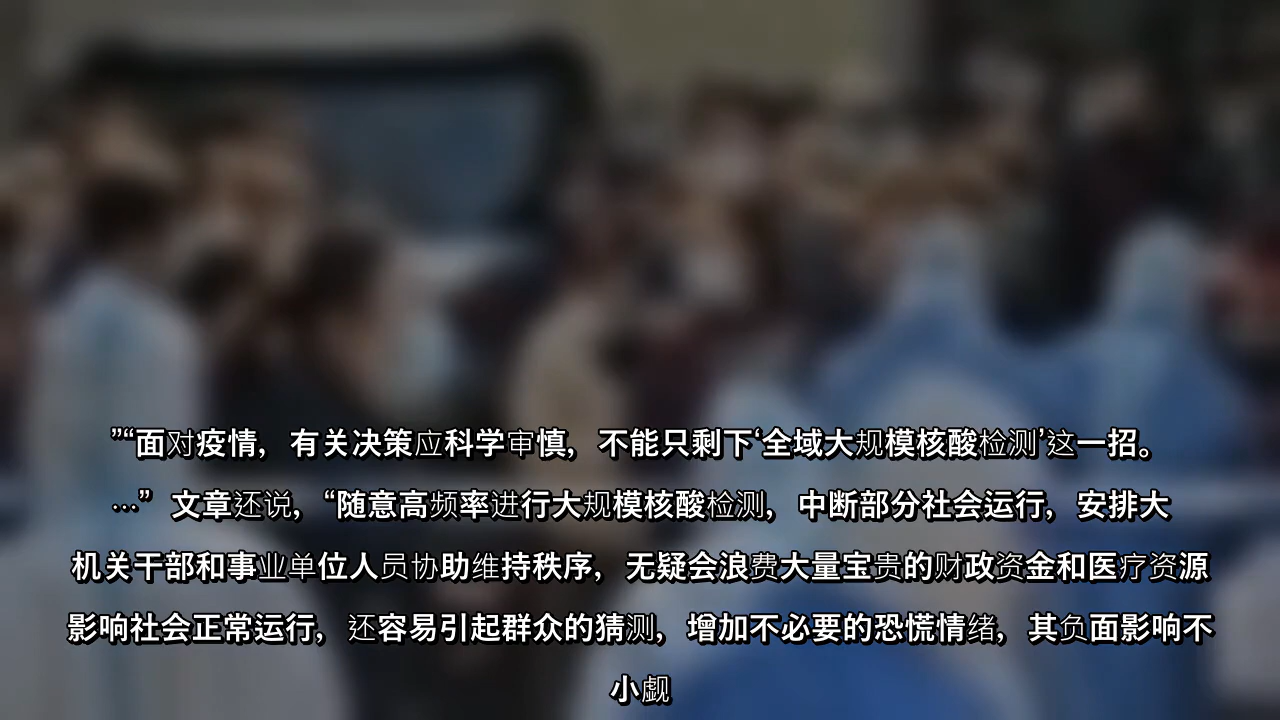 ”“面对疫情，有关决策应科学审慎，不能只剩下‘全域大规模核酸检测’这一招。
…” 文章还说，“随意高频率进行大规模核酸检测，中断部分社会运行，安排大
机关干部和事业单位人员协助维持秩序，无疑会浪费大量宝贵的财政资金和医疗资源
影响社会正常运行，还容易引起群众的猜测，增加不必要的恐慌情绪，其负面影响不
小觑